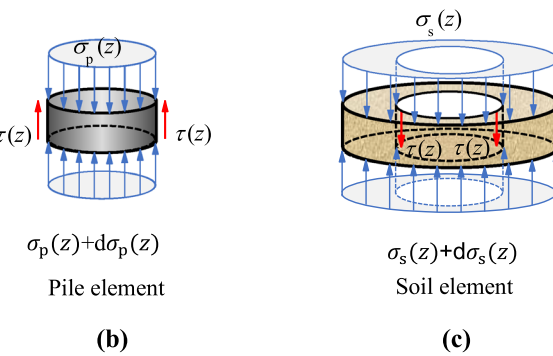 σp(z)
τ(z) τ(z)
σp(z)+dσp(z)
Pile element
(b)
σs(z)
τ(z) τ(z)
σs(z)+dσs(z)
Soil element
(c)